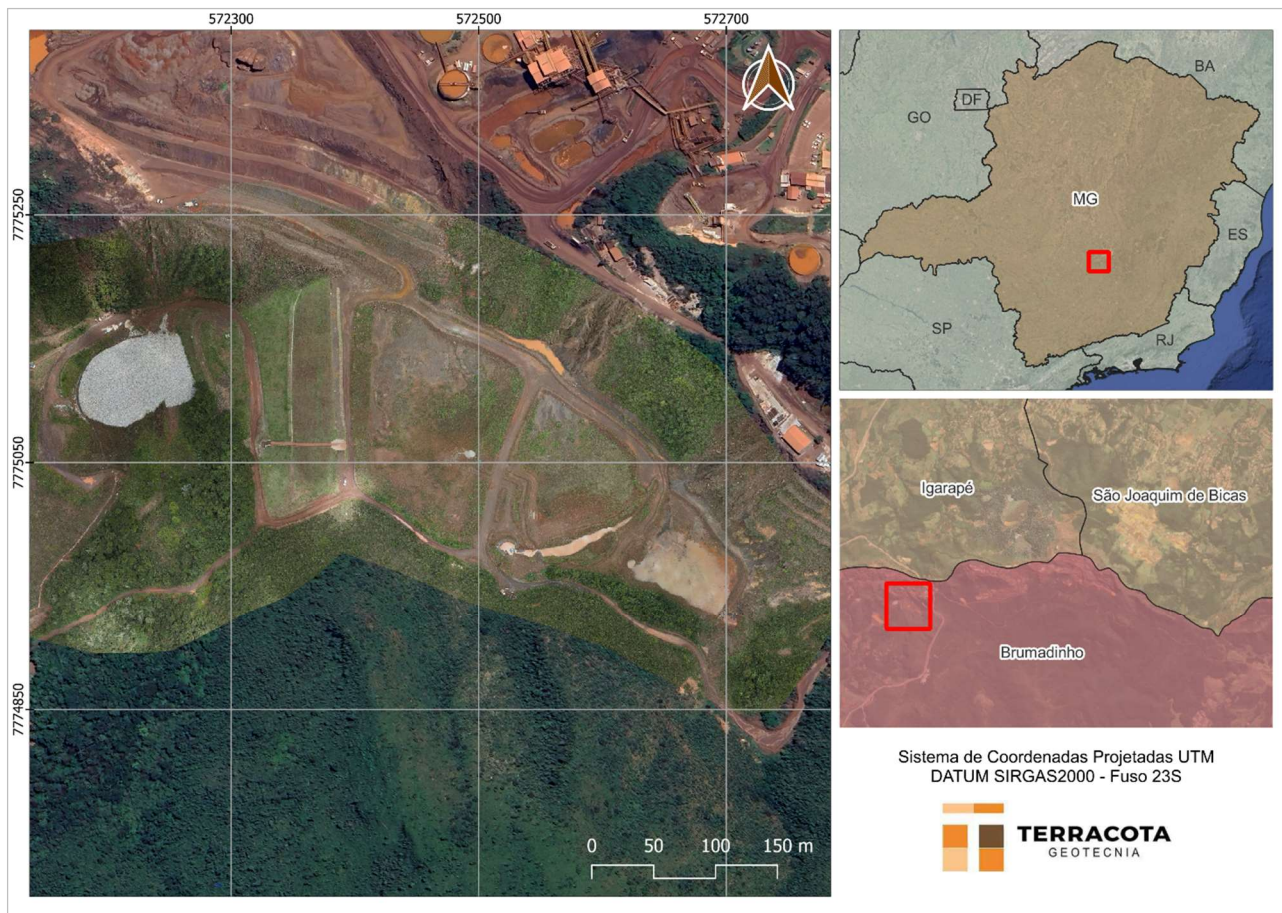 572300
572500
572700
7775250
7775050
7774850
0 50 100 150 m
BA
DF
GO
MG
ES
SP
RJ
Igarapé
São Joaquim de Bicas
Brumadinho
Sistema de Coordenadas Projetadas UTM
DATUM SIRGAS2000 - Fuso 23S
TERRACOTA
GEOTECNIA